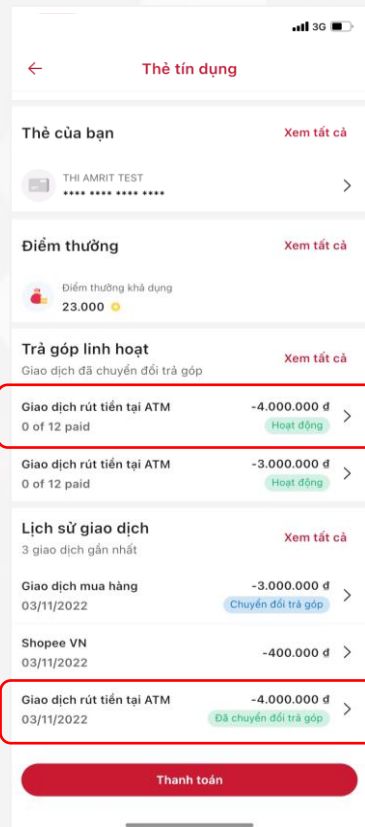 3G
Thẻ tín dụng
Thẻ của bạn Xem tất cả
THI AMRIT TEST
**** **** **** ****
Điểm thưởng Xem tất cả
Điểm thưởng khả dụng
23.000
Trả góp linh hoạt Xem tất cả
Giao dịch đã chuyển đổi trả góp
Giao dịch rút tiền tại ATM -4.000.000 đ
0 of 12 paid Hoạt động
Giao dịch rút tiền tại ATM -3.000.000 đ
0 of 12 paid Hoạt động
Lịch sử giao dịch Xem tất cả
3 giao dịch gần nhất
Giao dịch mua hàng -3.000.000 đ
03/11/2022 Chuyển đổi trả góp
Shopee VN -400.000 đ
03/11/2022
Giao dịch rút tiền tại ATM -4.000.000 đ
03/11/2022 Đã chuyển đổi trả góp
Thanh toán